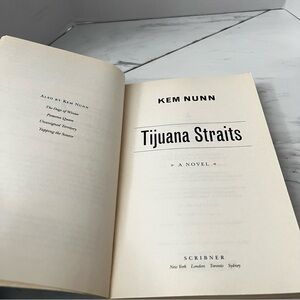 ALSO BY KEM NUNN
The Dogs of Winter
Pomona Queen
Unassigned Territory
Tapping the Source
KEM NUNN
Tijuana Straits
A NOVEL
SCRIBNER
New York London Toronto Sydney